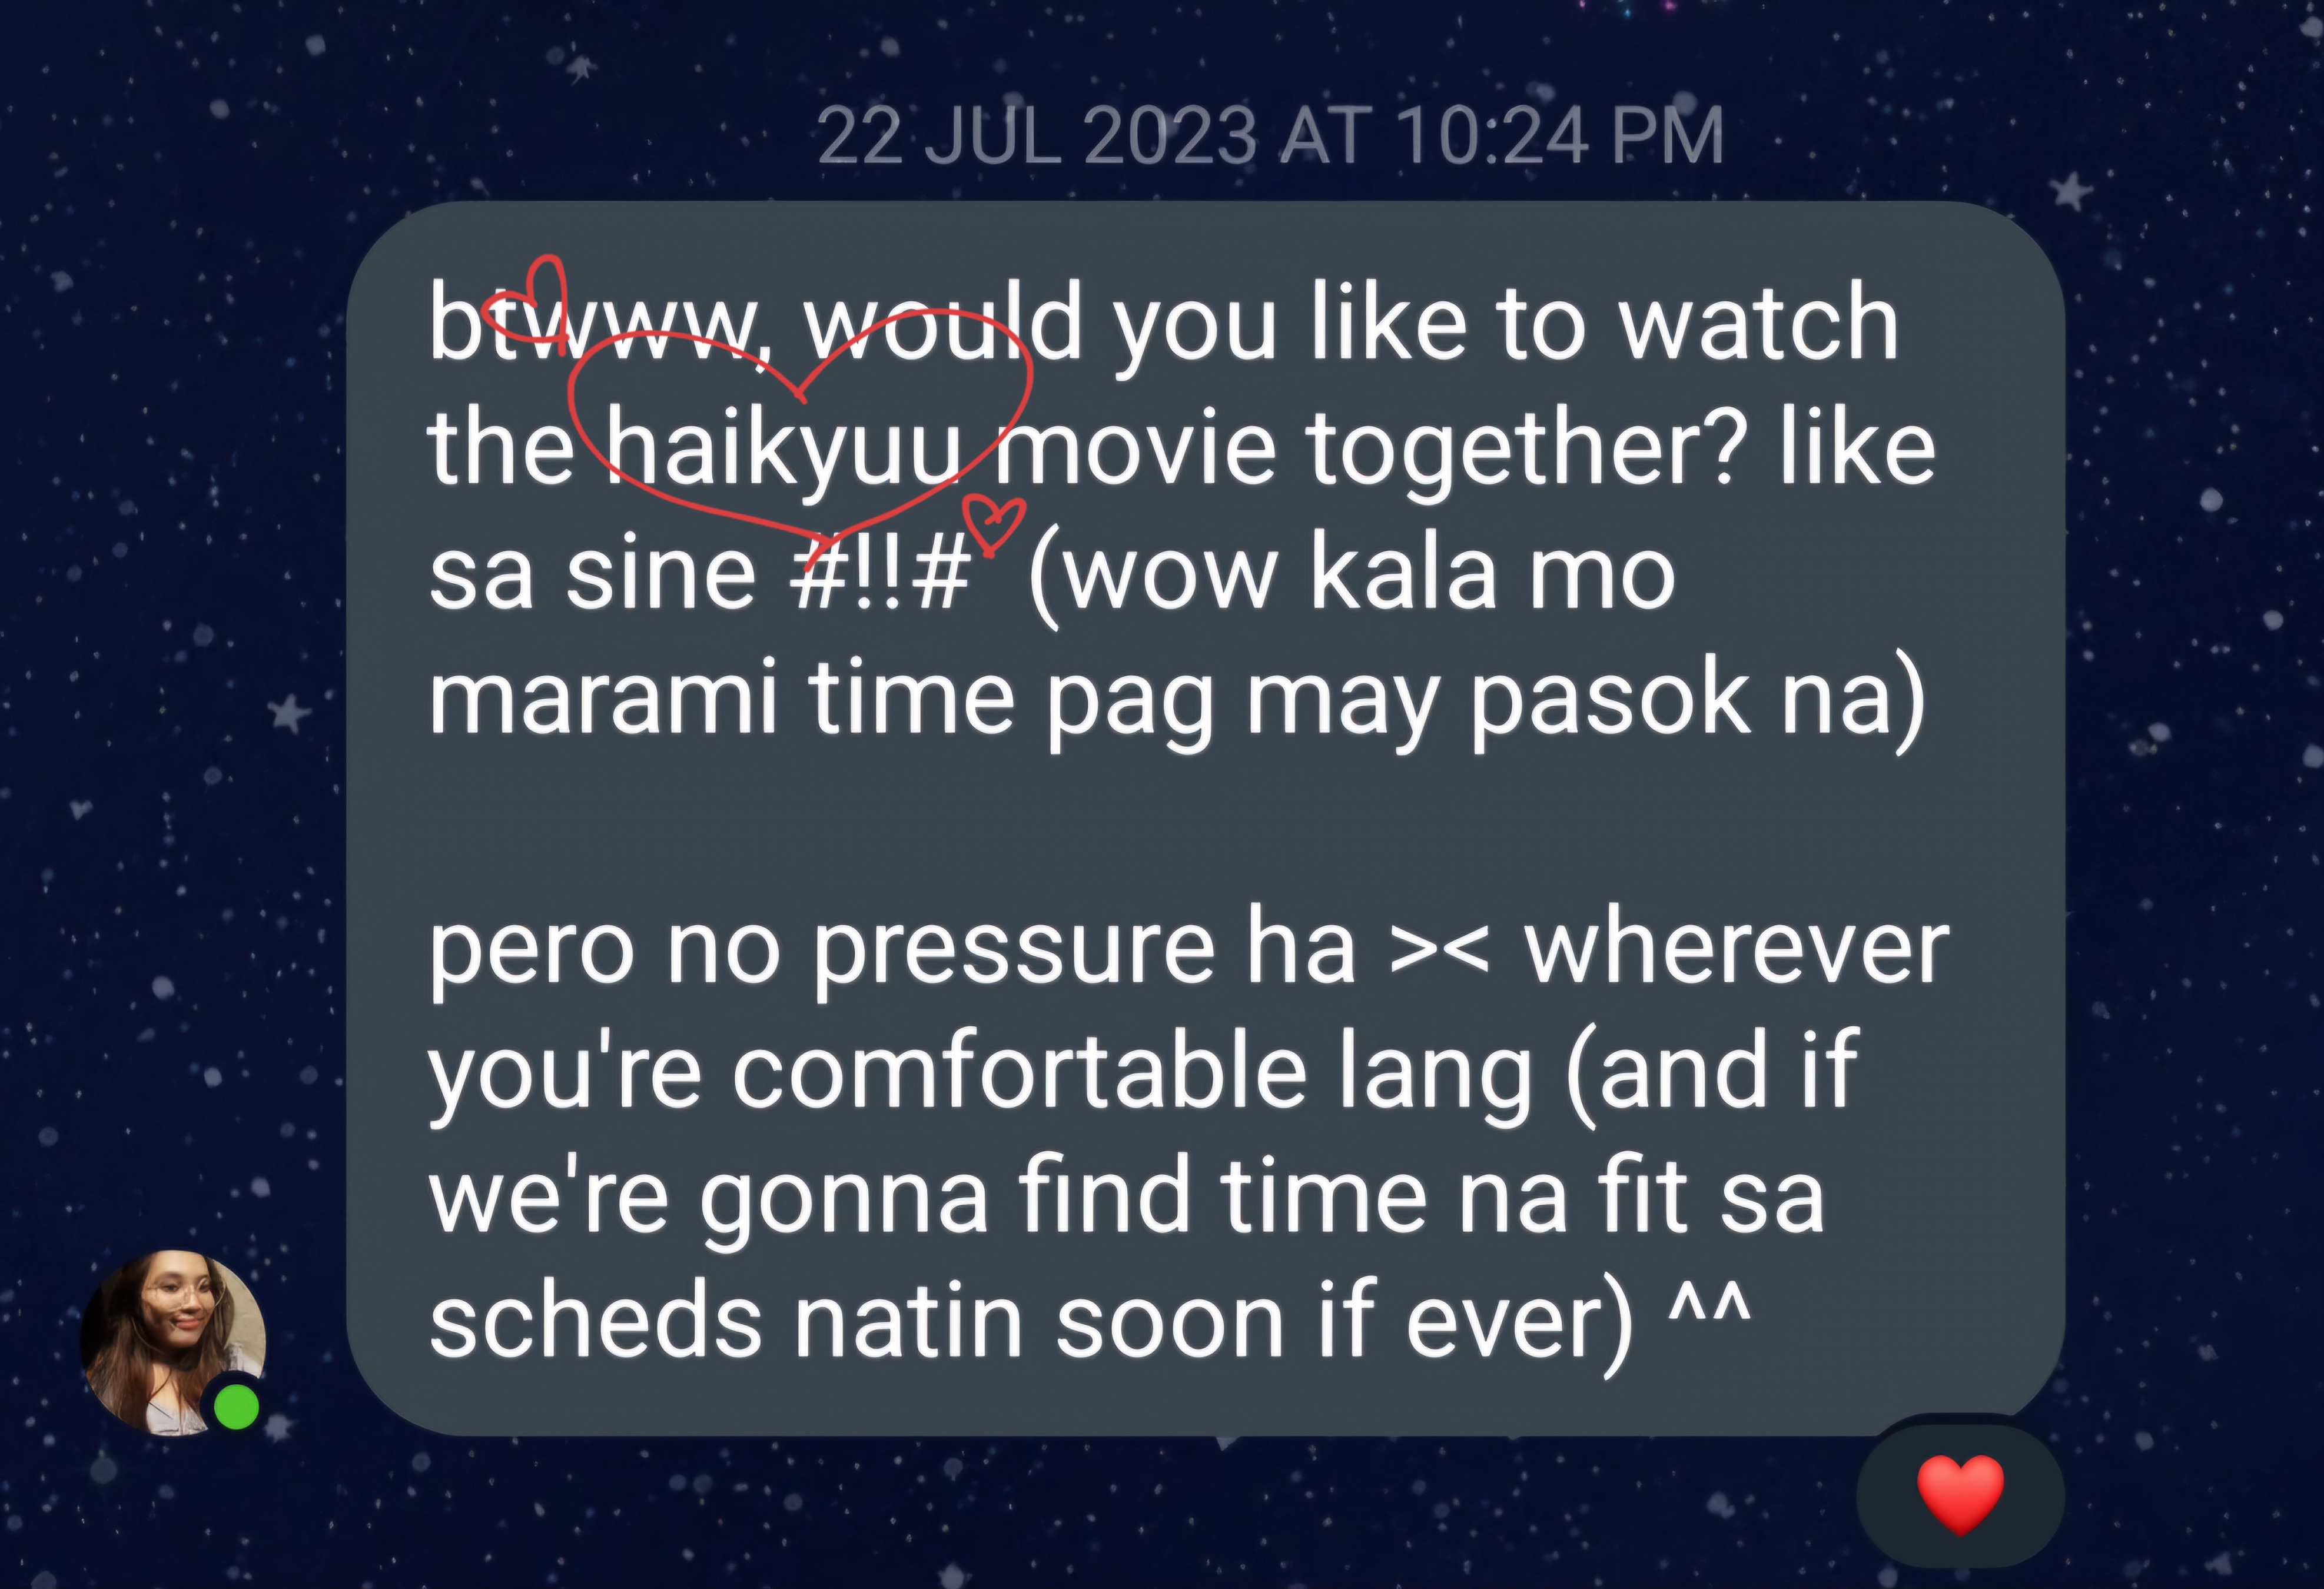 22 JUL 2023 AT 10:24 PM
btwww, would you like to watch
the haikyuu movie together? like
sa sine #!!# (wow kala mo
marami time pag may pasok na)
pero no pressure ha >< wherever
you're comfortable lang (and if
we're gonna find time na fit sa
scheds natin soon if ever) ^^